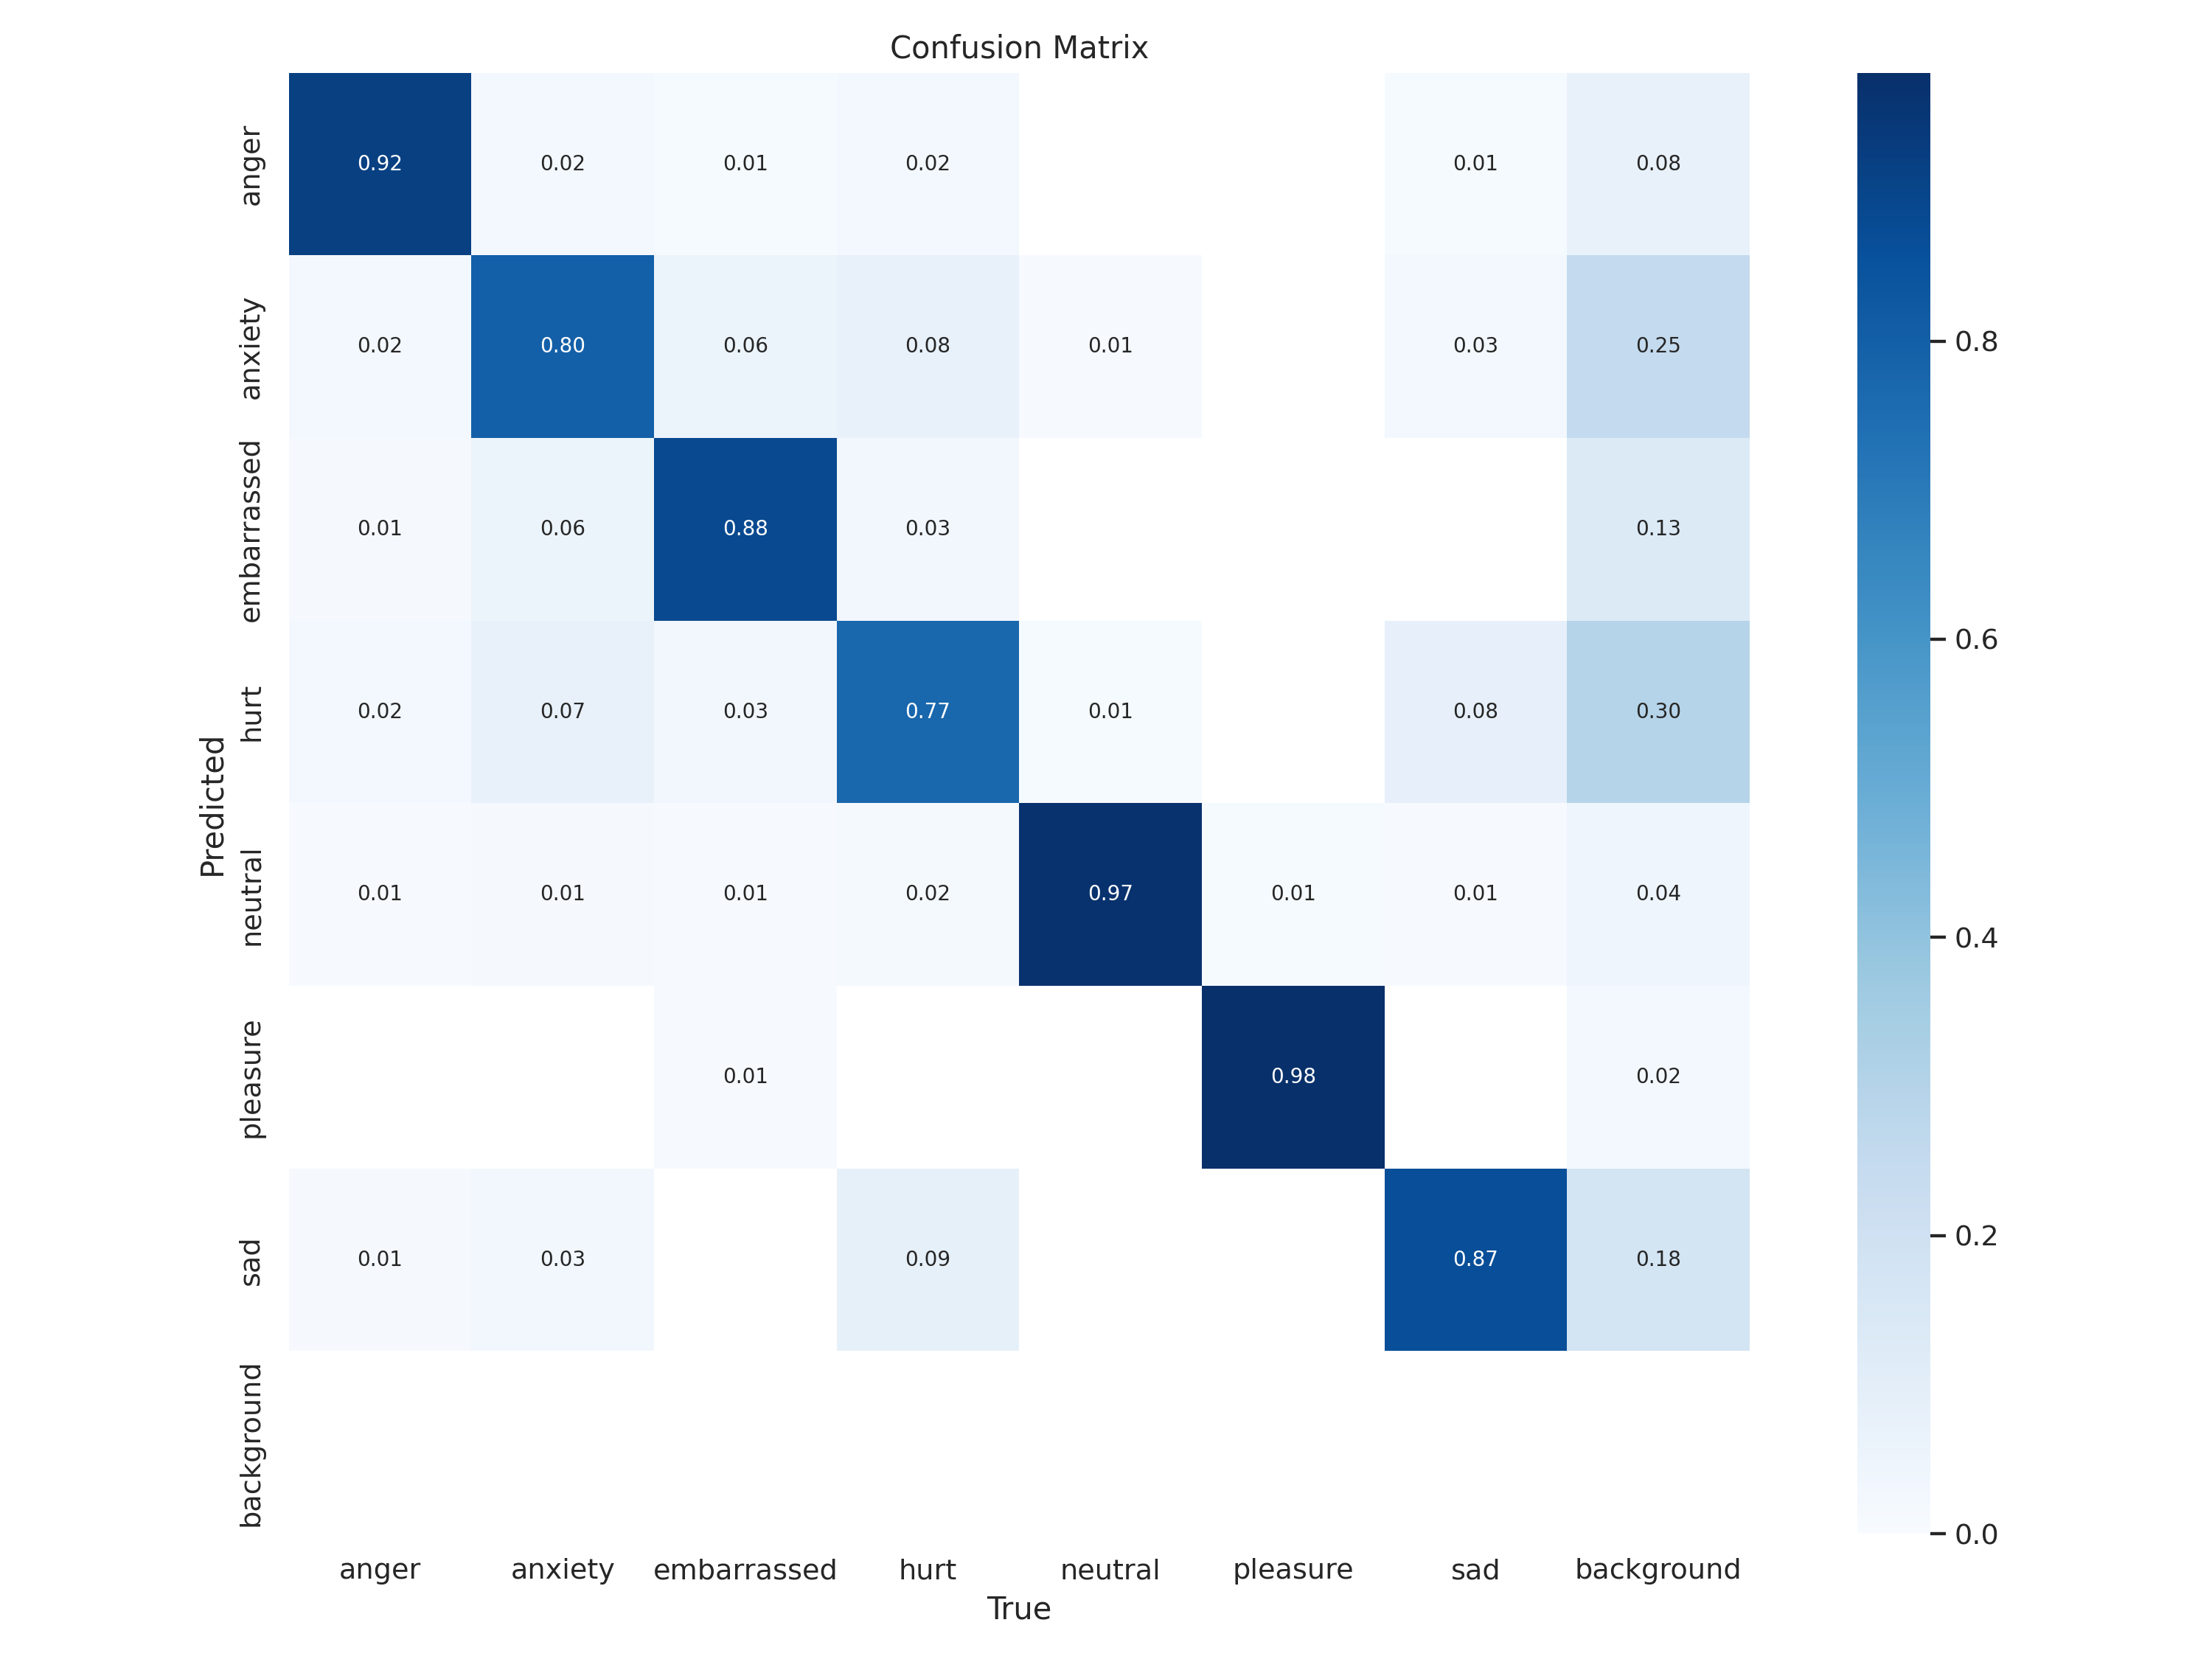 Confusion Matrix
anger 0.92 0.02 0.01 0.02 0.01 0.08
anxiety 0.02 0.80 0.06 0.08 0.01 0.03 0.25
embarrassed 0.01 0.06 0.88 0.03 0.13
hurt 0.02 0.07 0.03 0.77 0.01 0.08 0.30
neutral 0.01 0.01 0.01 0.02 0.97 0.01 0.01 0.04
pleasure 0.01 0.98 0.02
sad 0.01 0.03 0.09 0.87 0.18
background
Predicted
anger anxiety embarrassed hurt neutral pleasure sad background
True
0.8
0.6
0.4
0.2
0.0